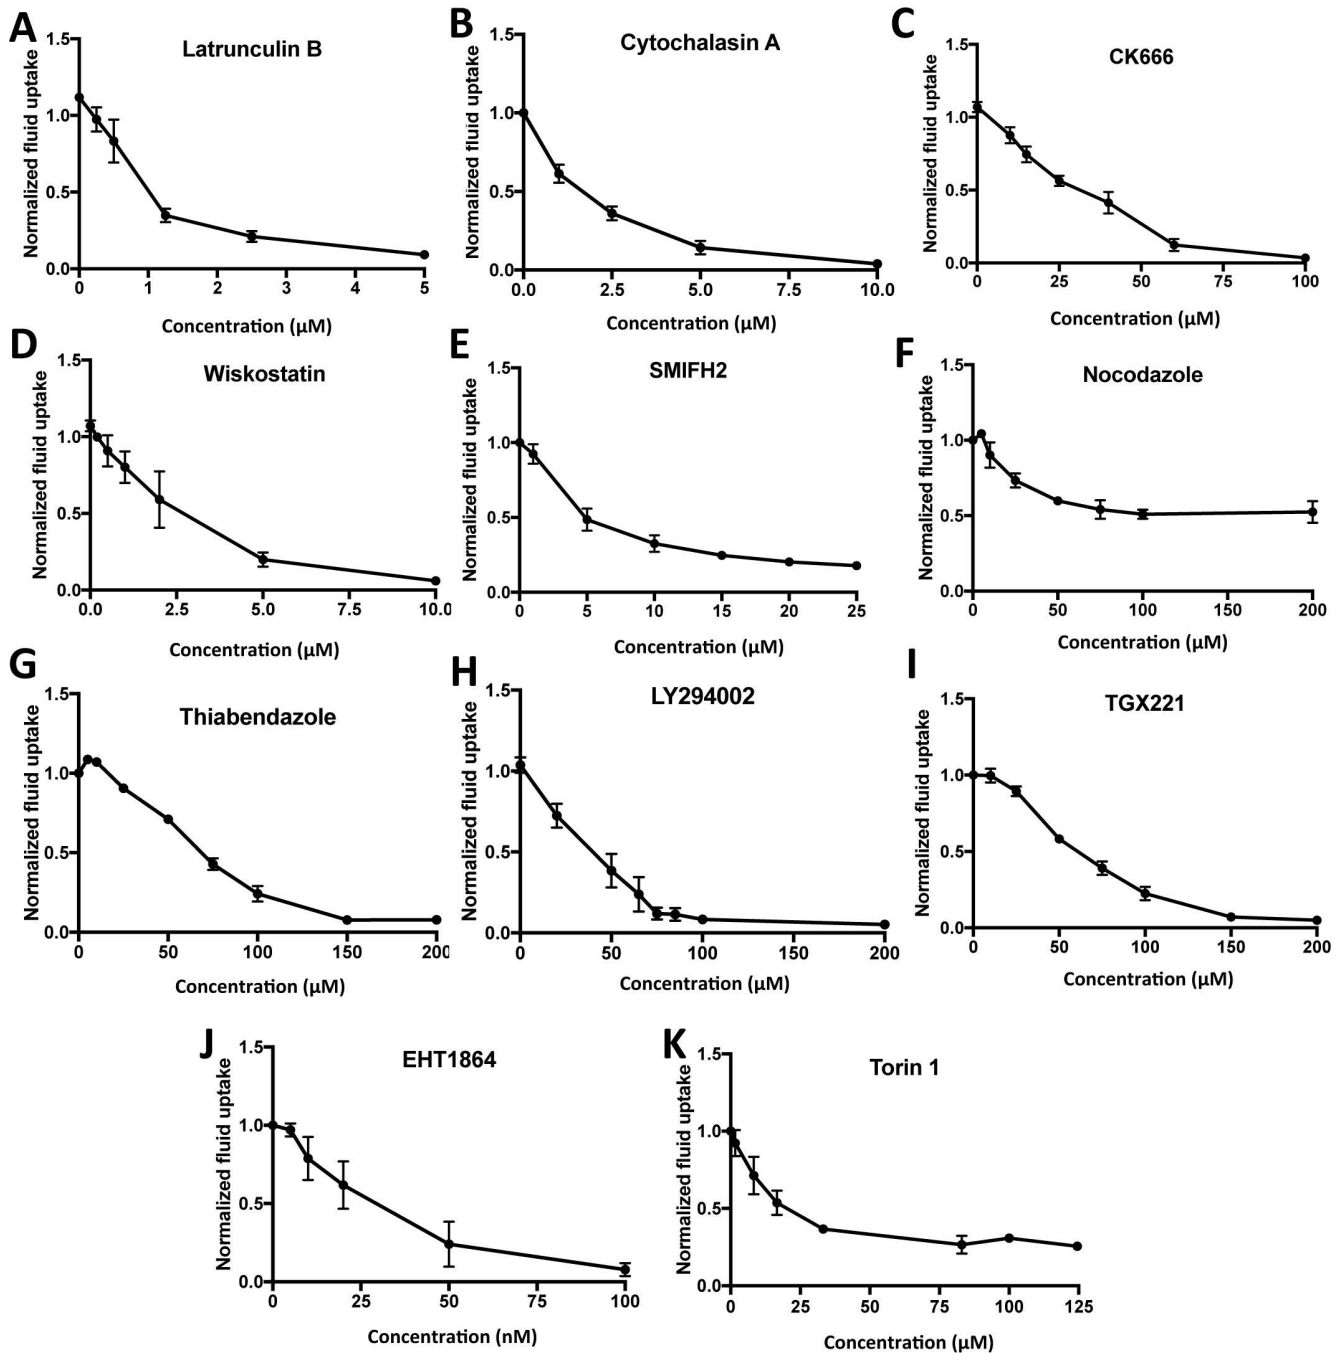 A
Latrunculin B
Normalized fluid uptake
1.5
1.0
0.5
0.0
0 1 2 3 4 5
Concentration (μM)
B
Cytochalasin A
Normalized fluid uptake
1.5
1.0
0.5
0.0
0.0 2.5 5.0 7.5 10.0
Concentration (μM)
C
CK666
Normalized fluid uptake
1.5
1.0
0.5
0.0
0 25 50 75 100
Concentration (μM)
D
Wiskostatin
Normalized fluid uptake
1.5
1.0
0.5
0.0
0.0 2.5 5.0 7.5 10.0
Concentration (μM)
E
SMIFH2
Normalized fluid uptake
1.5
1.0
0.5
0.0
0 5 10 15 20 25
Concentration (μM)
F
Nocodazole
Normalized fluid uptake
1.5
1.0
0.5
0.0
0 50 100 150 200
Concentration (μM)
G
Thiabendazole
Normalized fluid uptake
1.5
1.0
0.5
0.0
0 50 100 150 200
Concentration (μM)
H
LY294002
Normalized fluid uptake
1.5
1.0
0.5
0.0
0 50 100 150 200
Concentration (μM)
I
TGX221
Normalized fluid uptake
1.5
1.0
0.5
0.0
0 50 100 150 200
Concentration (μM)
J
EHT1864
Normalized fluid uptake
1.5
1.0
0.5
0.0
0 25 50 75 100
Concentration (nM)
K
Torin 1
Normalized fluid uptake
1.5
1.0
0.5
0.0
0 25 50 75 100 125
Concentration (μM)